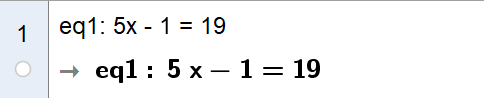 1
eq1: 5x - 1 = 19
→ eq1 : 5 x − 1 = 19